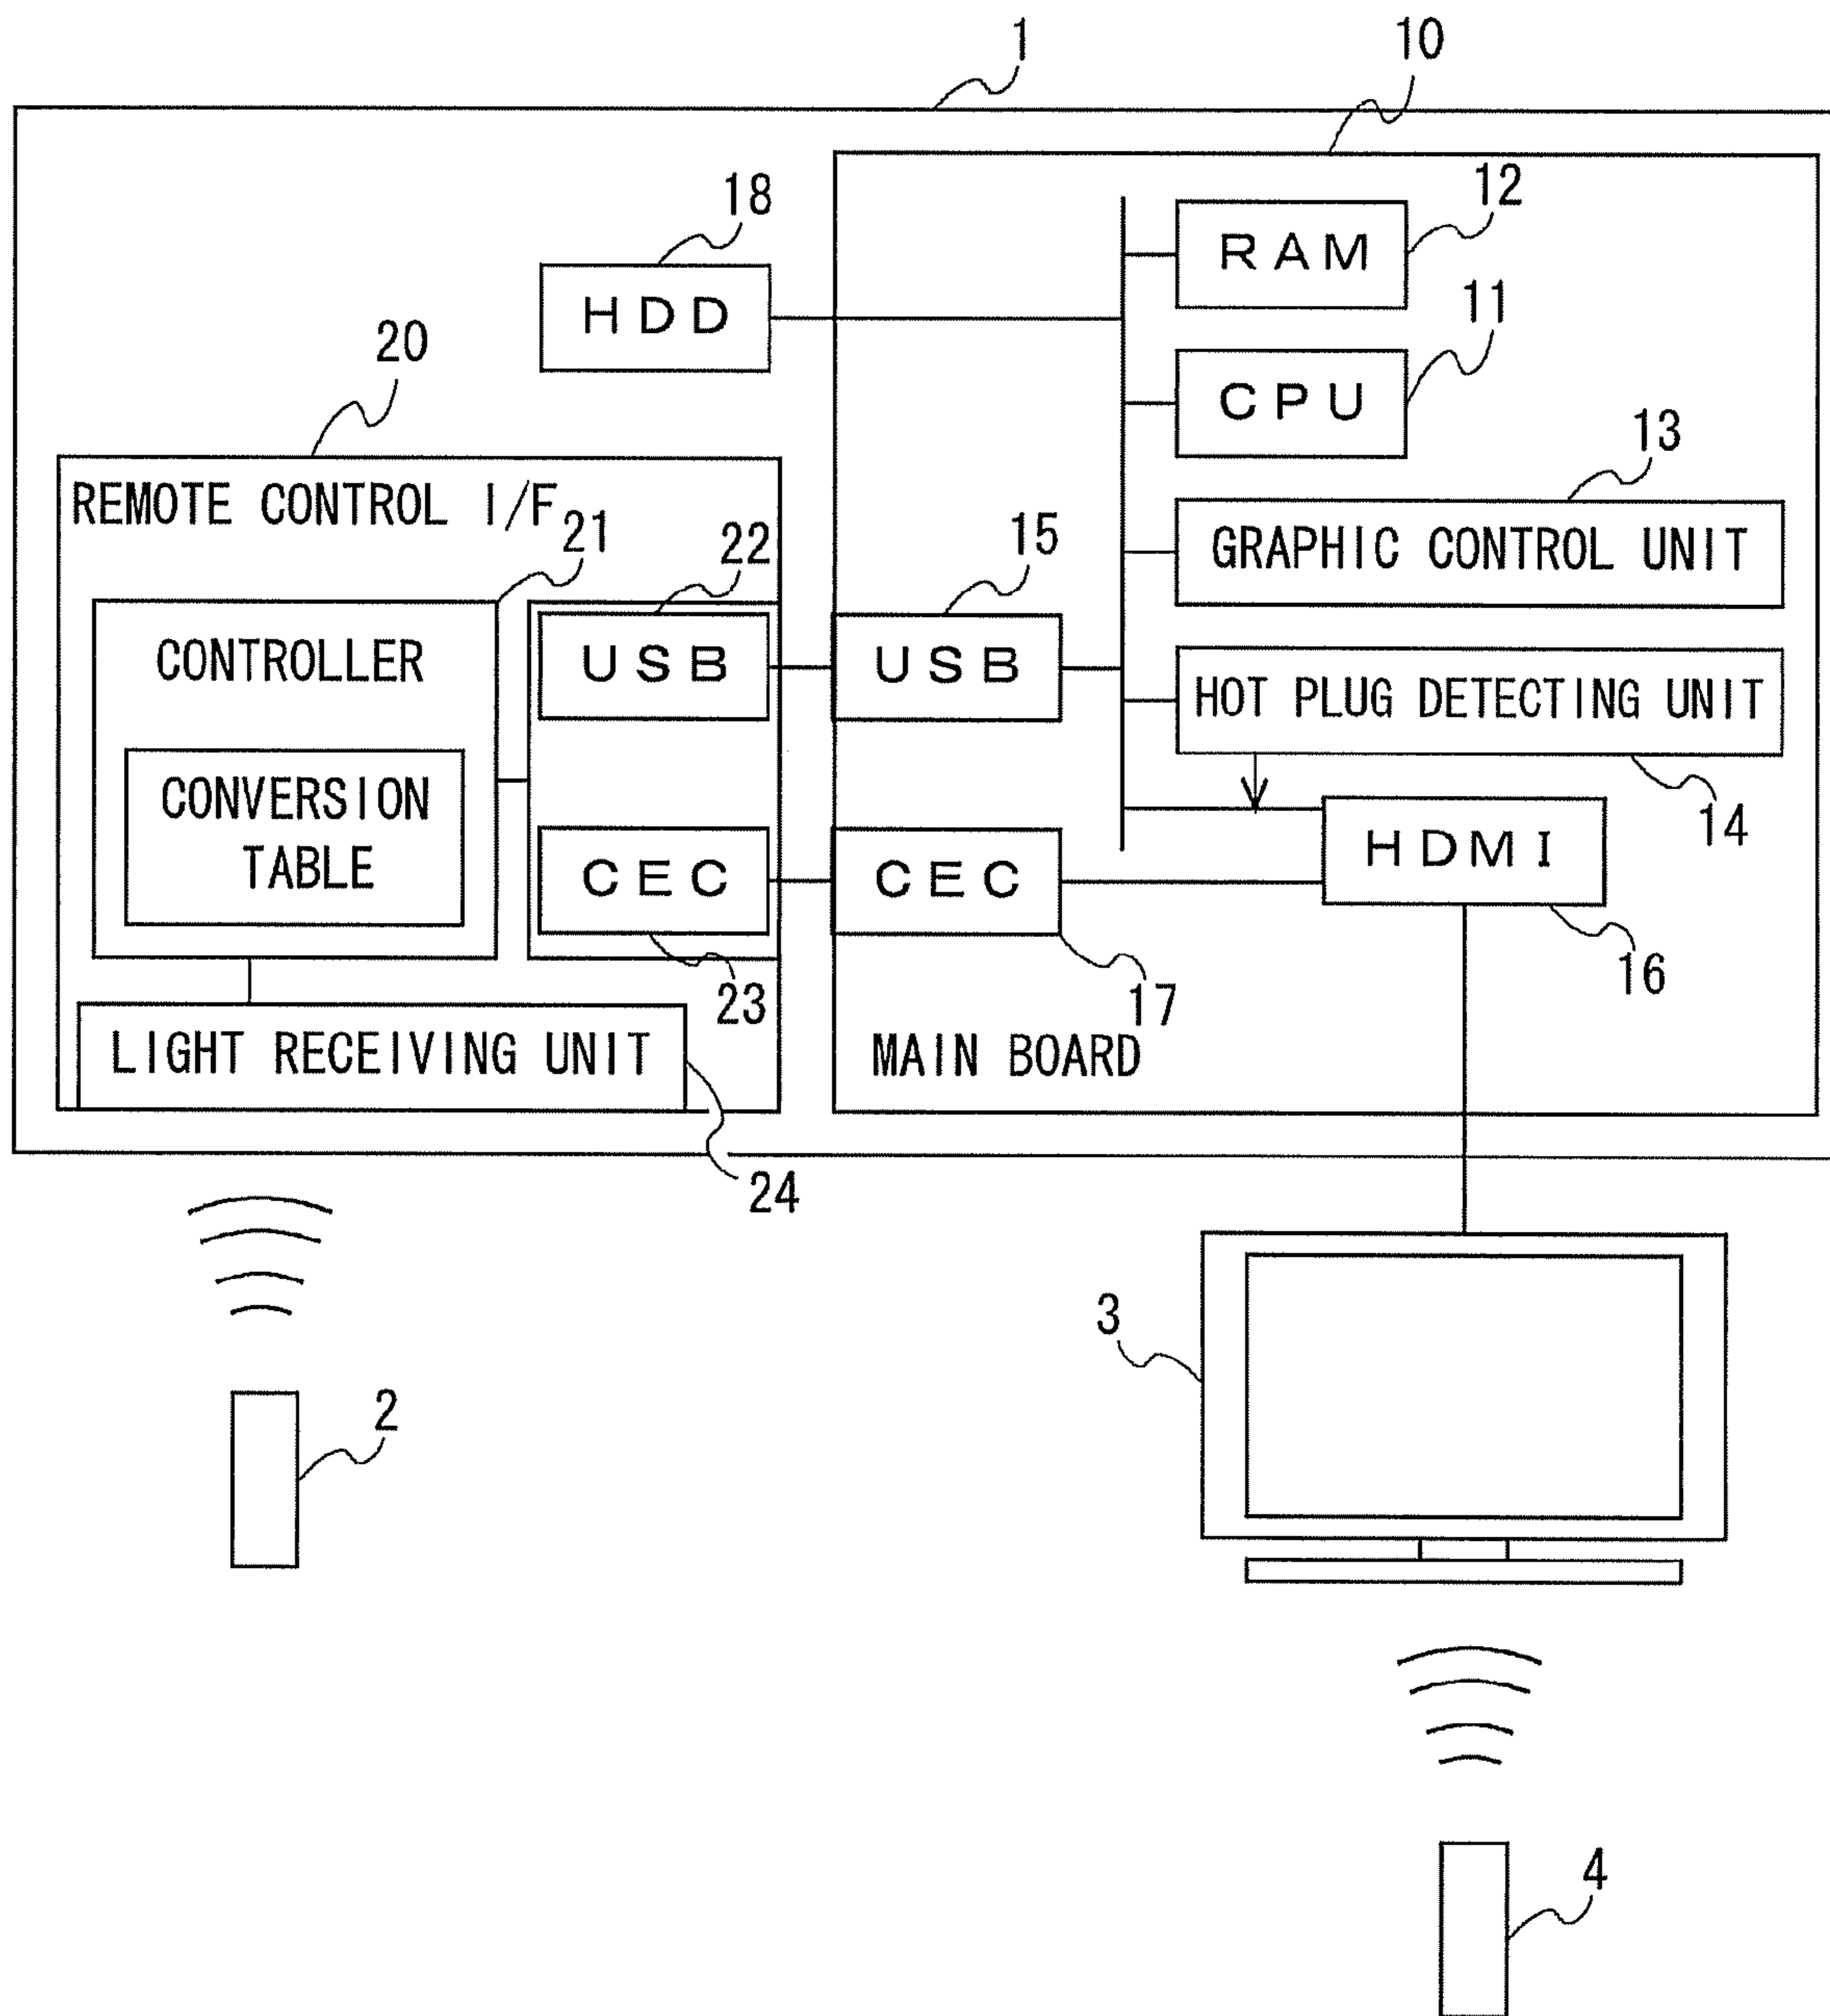 1
10
18
12
RAM
HDD
11
20
CPU
13
REMOTE CONTROL I/F
21
22
15
GRAPHIC CONTROL UNIT
CONTROLLER
USB
USB
HOT PLUG DETECTING UNIT
CONVERSION
TABLE
14
HDMI
CEC
CEC
16
23
17
LIGHT RECEIVING UNIT
MAIN BOARD
24
3
2
4